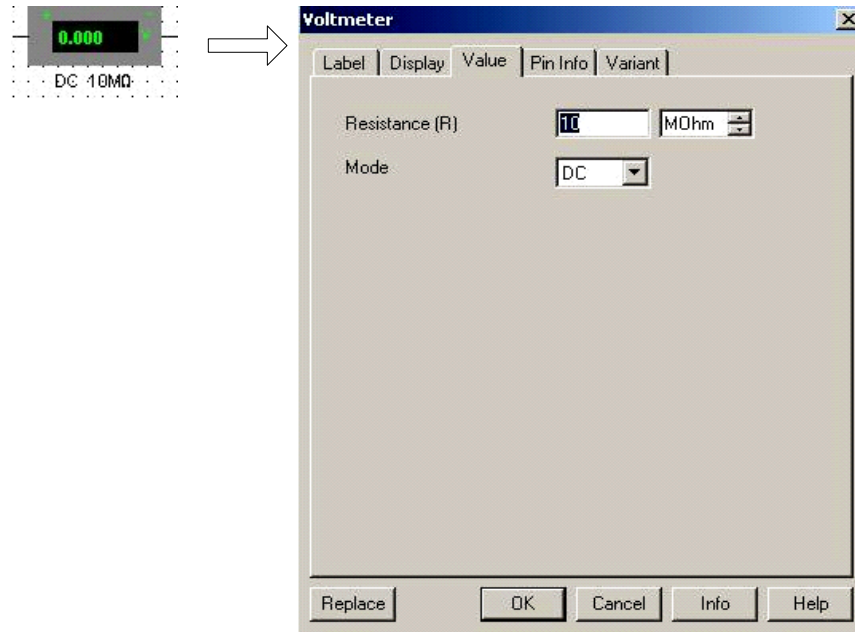 + -
0.000 V
DC 10MΩ
Voltmeter
Label Display Value Pin Info Variant
Resistance (R) 10 MOhm
Mode DC
Replace OK Cancel Info Help